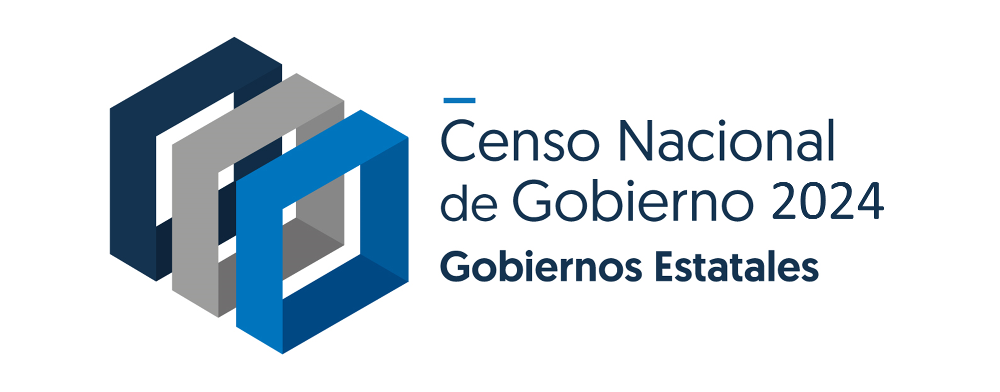 Censo Nacional
de Gobierno 2024
Gobiernos Estatales